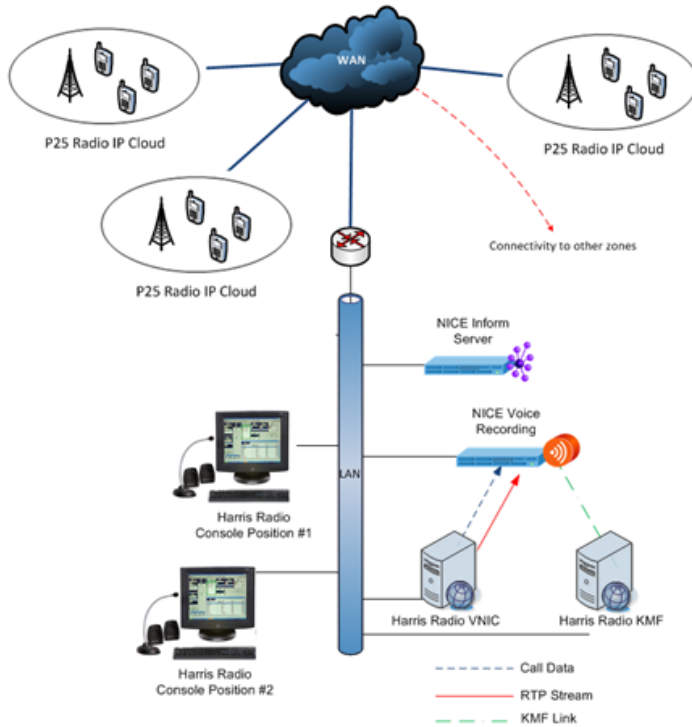 WAN
P25 Radio IP Cloud
P25 Radio IP Cloud
P25 Radio IP Cloud
Connectivity to other zones
NICE Inform
Server
NICE Voice
Recording
LAN
Harris Radio
Console Position #1
Harris Radio VNIC
Harris Radio KMF
Harris Radio
Console Position #2
Call Data
RTP Stream
KMF Link